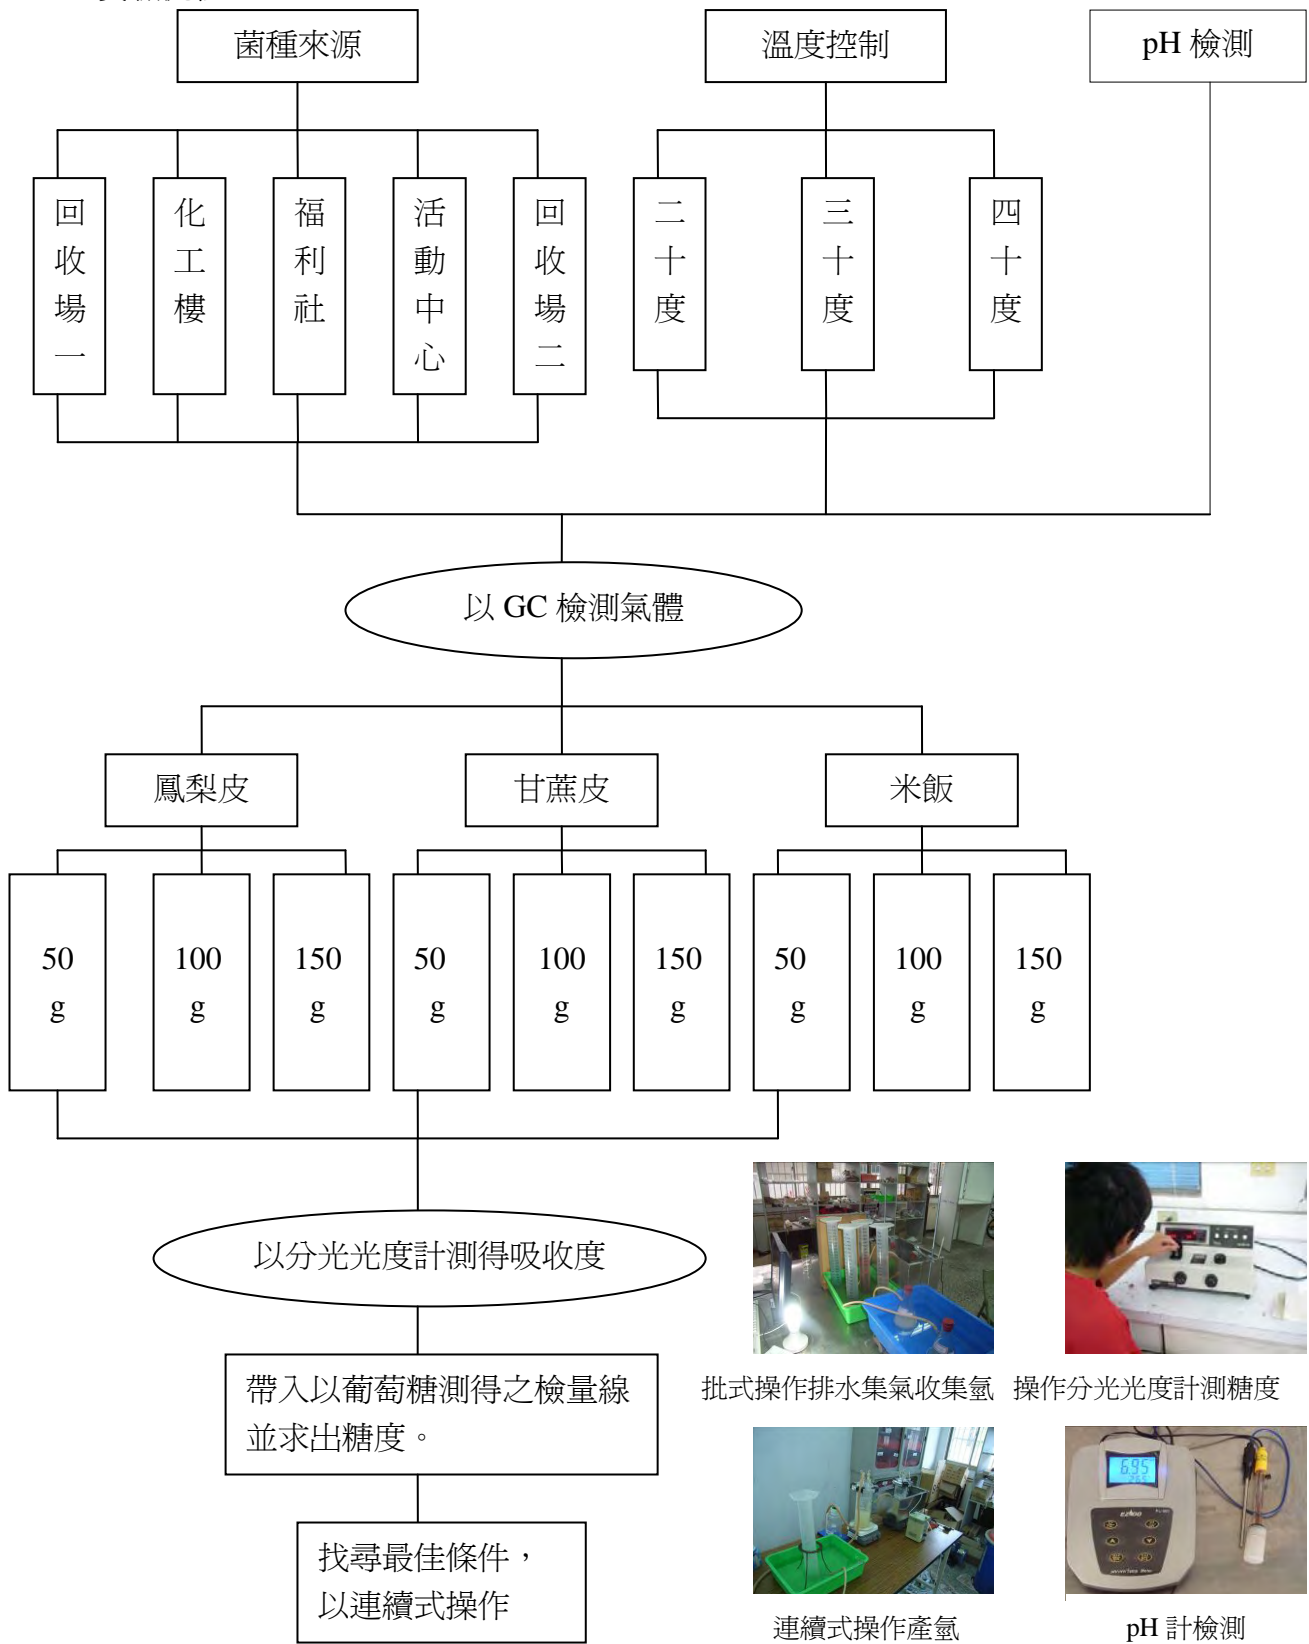 菌種來源
溫度控制
pH 檢測
回收場一
化工樓
福利社
活動中心
回收場二
二十度
三十度
四十度
以 GC 檢測氣體
鳳梨皮
甘蔗皮
米飯
50
g
100
g
150
g
50
g
100
g
150
g
50
g
100
g
150
g
以分光光度計測得吸收度
帶入以葡萄糖測得之檢量線
並求出糖度。
找尋最佳條件，
以連續式操作
批式操作排水集氣收集氫
操作分光光度計測糖度
6.95
連續式操作產氫
pH 計檢測